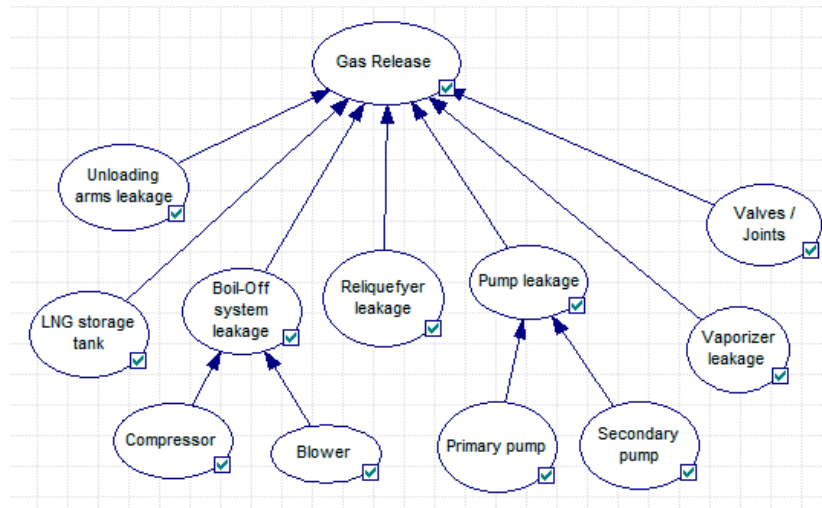 Gas Release
Unloading
arms leakage
Valves /
Joints
Boil-Off
system
leakage
Reliquefyer
leakage
Pump leakage
LNG storage
tank
Vaporizer
leakage
Compressor
Blower
Primary pump
Secondary
pump